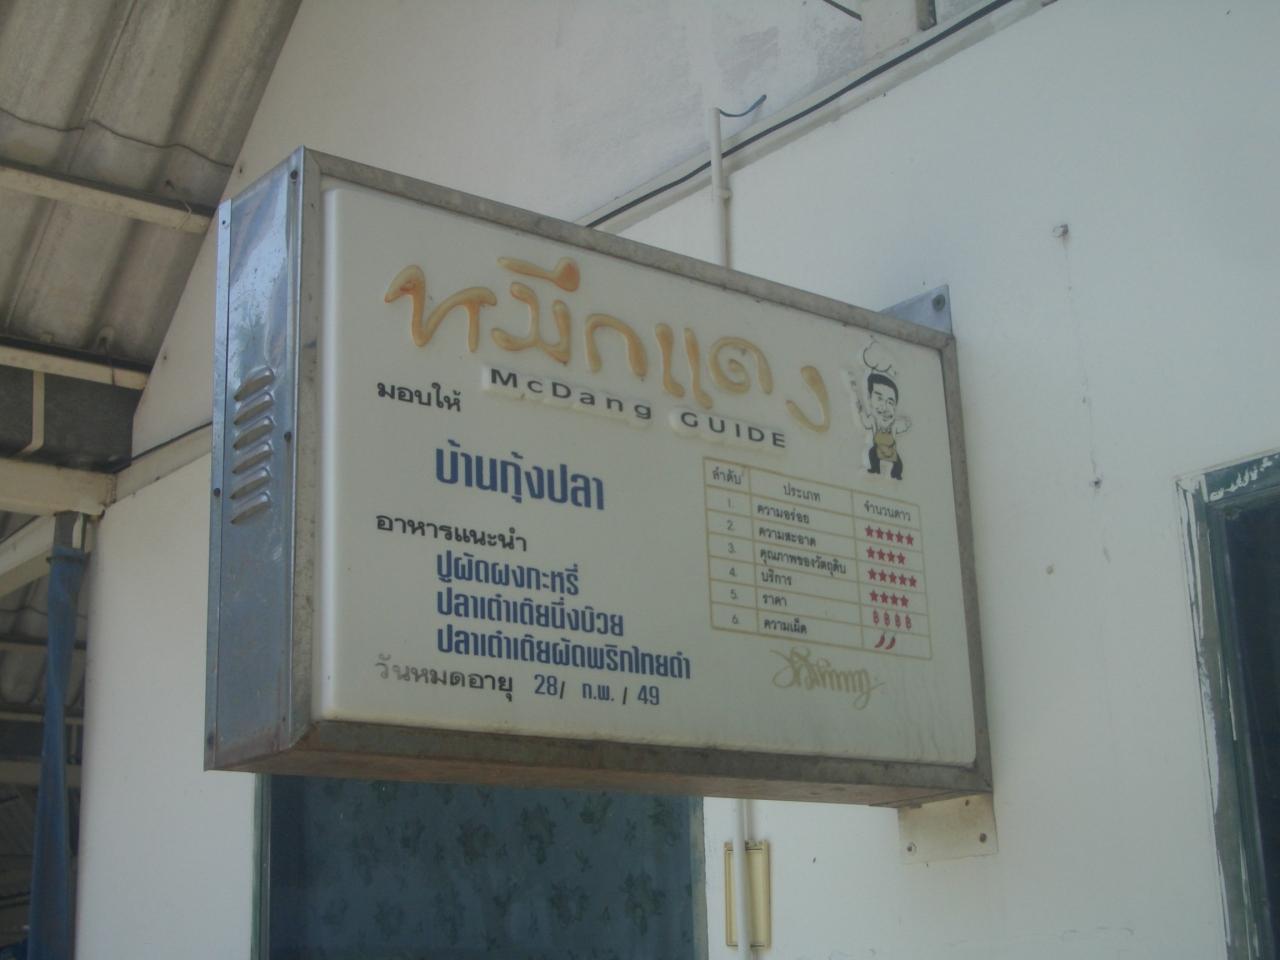 หมึกแดง
McDang GUIDE
มอบให้
บ้านกุ้งปลา
อาหารแนะนำ
ปูผัดผงกะหรี่
ปลาเต๋าเต้ยนึ่งบ๊วย
ปลาเต๋าเต้ยผัดพริกไทยดำ
วันหมดอายุ 28/ ก.พ. / 49
ลำดับ ประเภท จำนวนดาว
1. ความอร่อย ★★★★★
2. ความสะอาด ★★★★
3. คุณภาพของวัตถุดิบ ★★★★★
4. บริการ ★★★★
5. ราคา ฿฿฿฿
6. ความเผ็ด